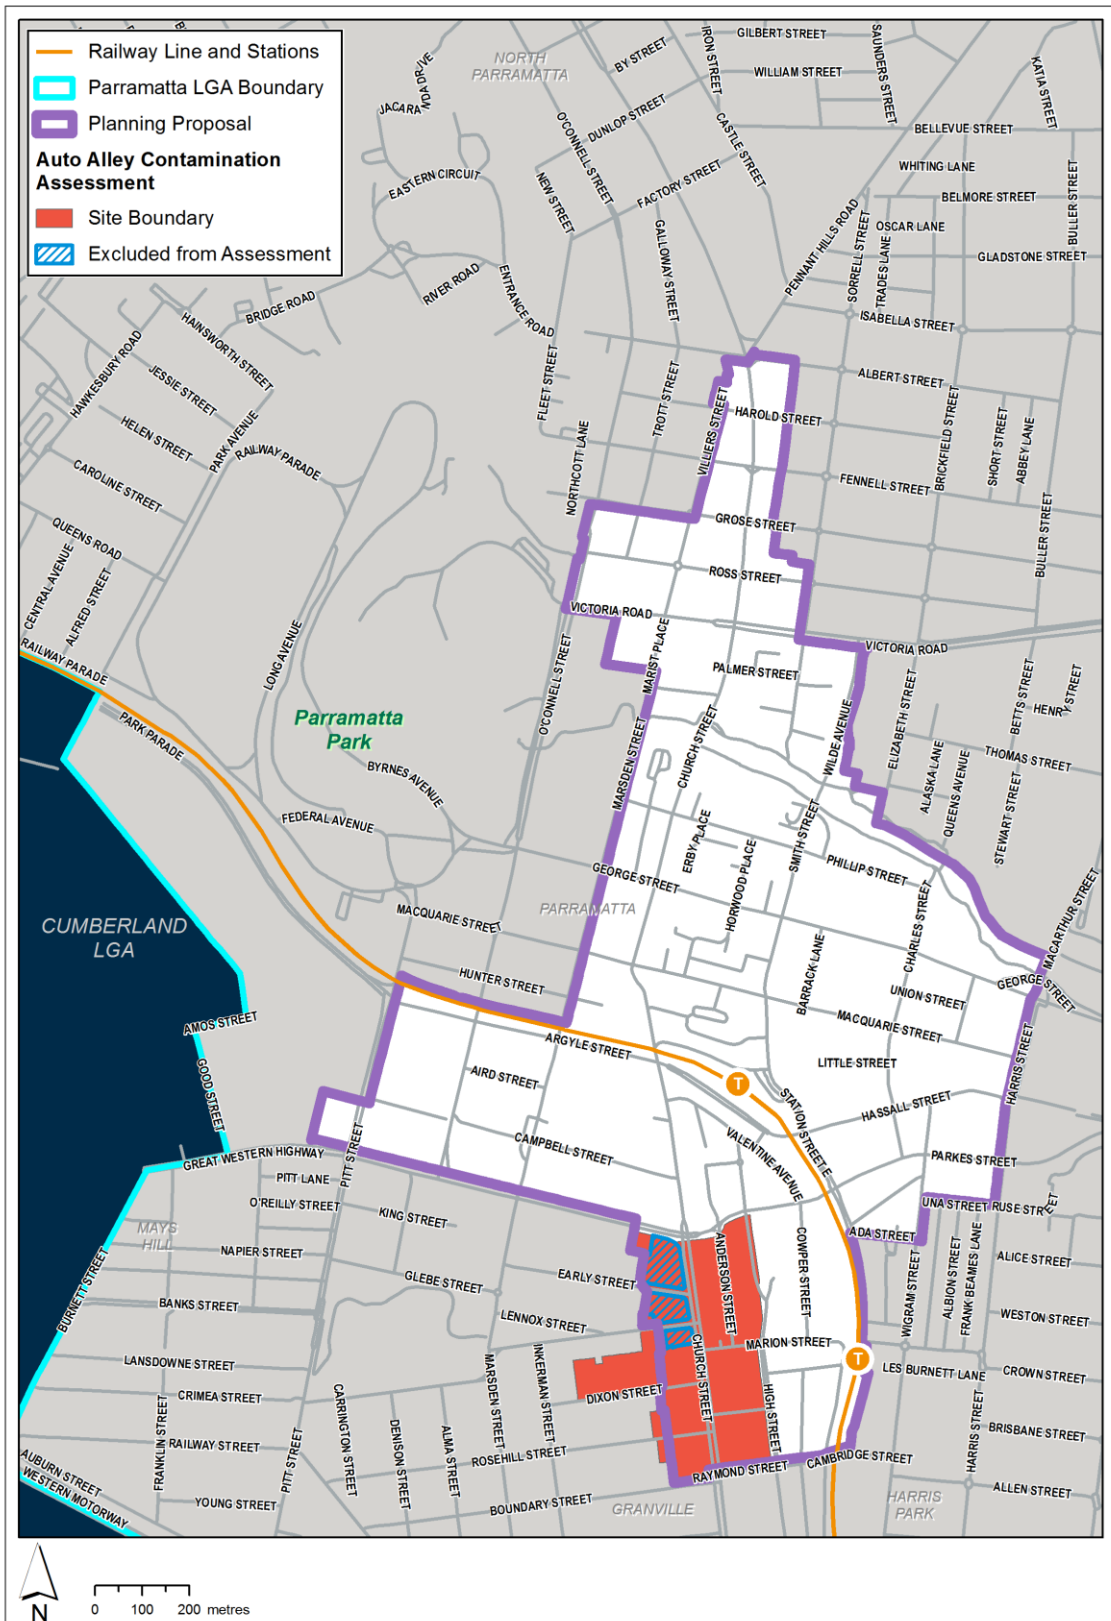 Railway Line and Stations
Parramatta LGA Boundary
Planning Proposal
Auto Alley Contamination
Assessment
Site Boundary
Excluded from Assessment
NORTH
PARRAMATTA
BY STREET
IRON STREET
GILBERT STREET
WILLIAM STREET
SAUNDERS STREET
KATIA STREET
JACARA
NDA DRIVE
O'CONNELL STREET
DUNLOP STREET
CASTLE STREET
BELLEVUE STREET
WHITING LANE
BELMORE STREET
BULLER STREET
EASTERN CIRCUIT
NEW STREET
FACTORY STREET
GALLOWAY STREET
PENNANT HILLS ROAD
SORRELL STREET
TRADES LANE
OSCAR LANE
GLADSTONE STREET
RIVER ROAD
ENTRANCE ROAD
BRIDGE ROAD
ISABELLA STREET
HAINSWORTH STREET
HAWKESBURY ROAD
JESSIE STREET
HELEN STREET
PARK AVENUE
RAILWAY PARADE
CAROLINE STREET
QUEENS ROAD
CENTRAL AVENUE
ALFRED STREET
RAILWAY PARADE
FLEET STREET
TROTT STREET
NORTHCOTT LANE
VILLIERS STREET
HAROLD STREET
ALBERT STREET
BRICKFIELD STREET
SHORT STREET
ABBEY LANE
FENNELL STREET
BULLER STREET
GROSE STREET
ROSS STREET
VICTORIA ROAD
VICTORIA ROAD
MARIST PLACE
PALMER STREET
LONG AVENUE
O'CONNELL STREET
PARK PARADE
Parramatta
Park
BYRNES AVENUE
FEDERAL AVENUE
MARSDEN STREET
CHURCH STREET
WILDE AVENUE
ELIZABETH STREET
ALASKA LANE
QUEENS AVENUE
BETTS STREET
HENR
Y STREET
THOMAS STREET
STEWART STREET
ERBY PLACE
HORWOOD PLACE
SMITH STREET
PHILLIP STREET
GEORGE STREET
PARRAMATTA
MACQUARIE STREET
HUNTER STREET
BARRACK LANE
CHARLES STREET
MACARTHUR STREET
GEORGE STREET
UNION STREET
MACQUARIE STREET
HARRIS STREET
CUMBERLAND
LGA
AMOS STREET
GOOD STREET
ARGYLE STREET
AIRD STREET
T
STATION STREET E
LITTLE STREET
HASSALL STREET
CAMPBELL STREET
VALENTINE AVENUE
PARKES STREET
GREAT WESTERN HIGHWAY
PITT STREET
PITT LANE
O'REILLY STREET
KING STREET
MAYS
HILL
NAPIER STREET
GLEBE STREET
EARLY STREET
ANDERSON STREET
COWPER STREET
ADA STREET
UNA STREET
RUSE STR
EET
WIGRAM STREET
ALBION STREET
FRANK BEAMES LANE
ALICE STREET
BURNETT STREET
BANKS STREET
LENNOX STREET
MARION STREET
T
WESTON STREET
LANSDOWNE STREET
MARSDEN STREET
INKERMAN STREET
CHURCH STREET
HIGH STREET
LES BURNETT LANE
CROWN STREET
CRIMEA STREET
DIXON STREET
FRANKLIN STREET
CARRINGTON STREET
DENISON STREET
ALMA STREET
RAILWAY STREET
PITT STREET
ROSEHILL STREET
HARRIS STREET
BRISBANE STREET
AUBURN STREET
WESTERN MOTORWAY
RAYMOND STREET
CAMBRIDGE STREET
YOUNG STREET
BOUNDARY STREET
GRANVILLE
HARRIS
PARK
ALLEN STREET
N
0 100 200 metres